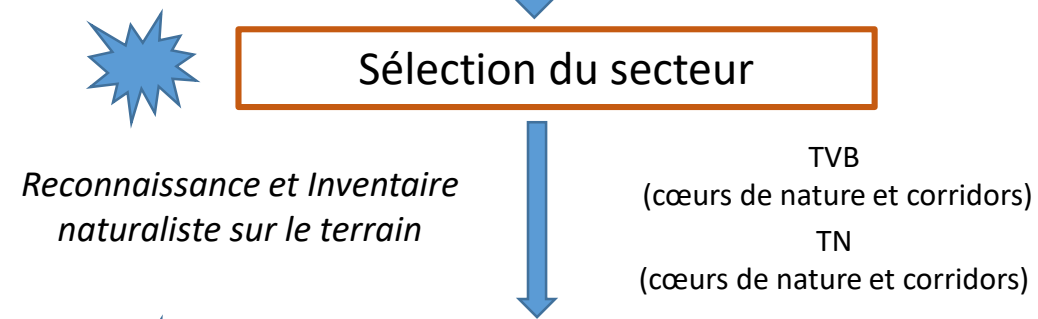 Sélection du secteur
Reconnaissance et Inventaire
naturaliste sur le terrain
TVB
(cœurs de nature et corridors)
TN
(cœurs de nature et corridors)